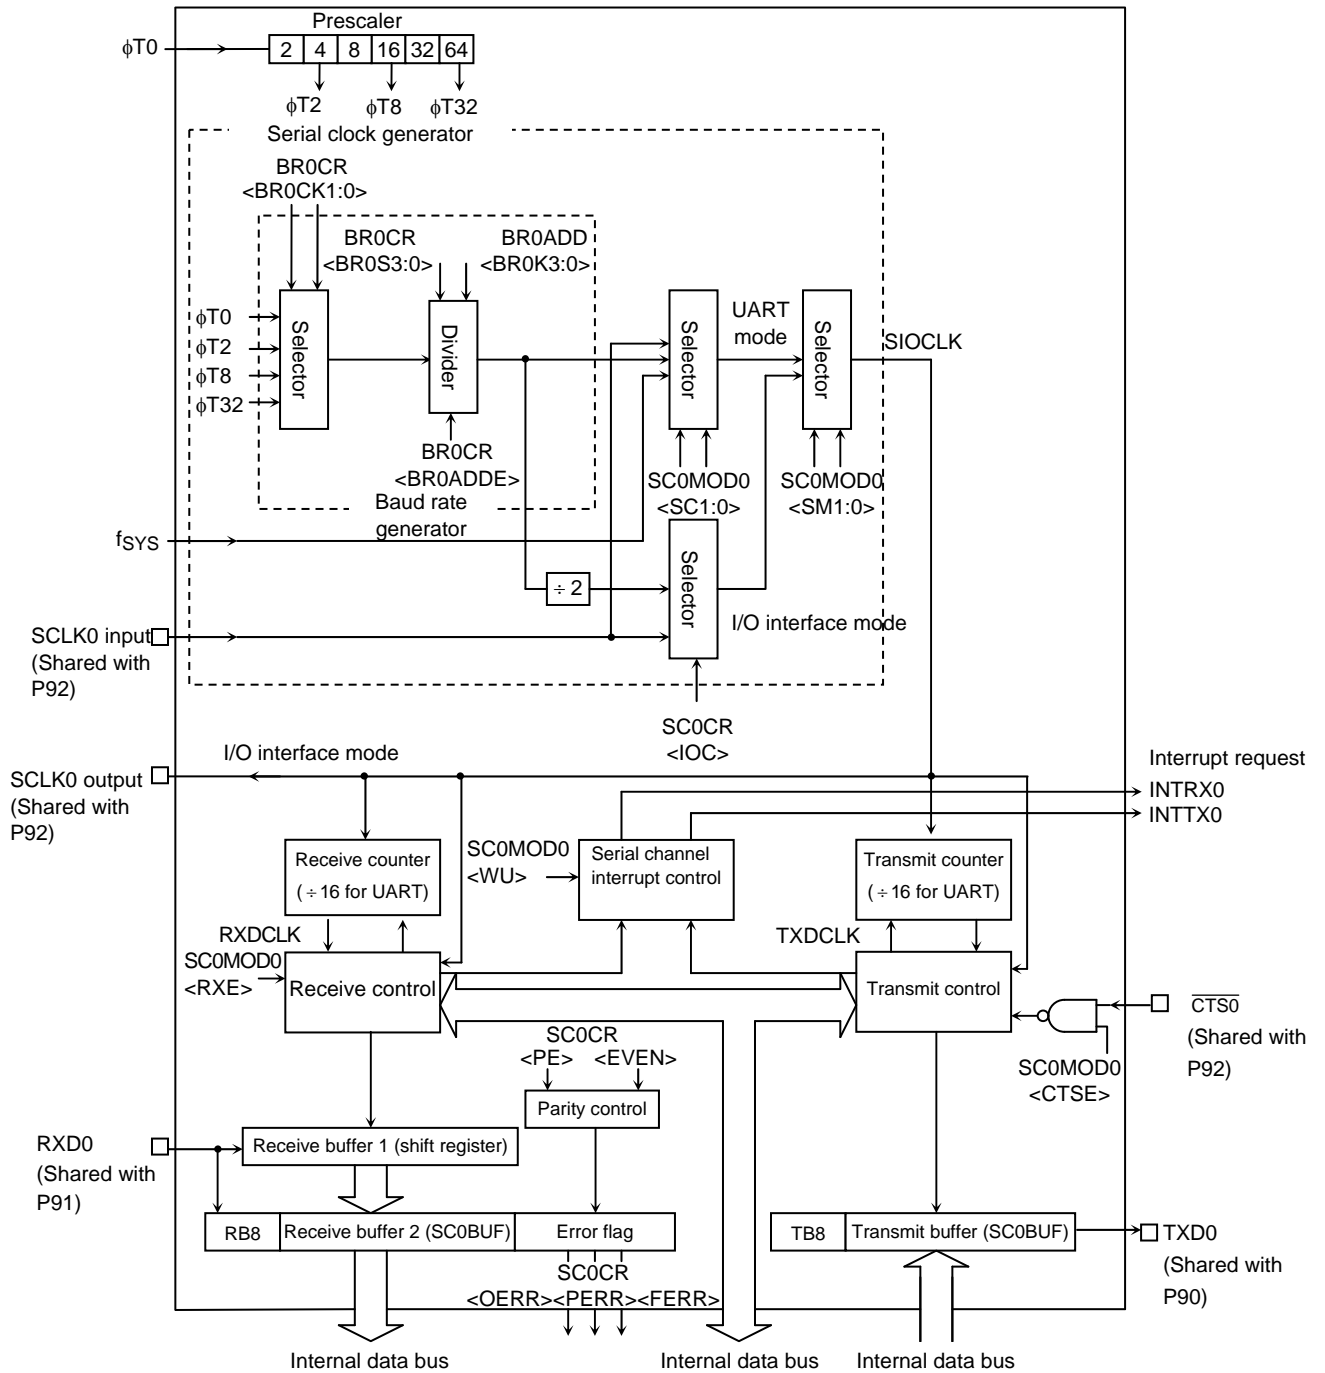 Prescaler
ϕT0
2 4 8 16 32 64
ϕT2 ϕT8 ϕT32
Serial clock generator
BR0CR
<BR0CK1:0>
BR0CR
<BR0S3:0>
BR0ADD
<BR0K3:0>
ϕT0
ϕT2
ϕT8
ϕT32
Selector
Divider
Selector
UART
mode
Selector
SIOCLK
BR0CR
<BR0ADDE>
Baud rate
generator
SC0MOD0
<SC1:0>
SC0MOD0
<SM1:0>
fSYS
÷ 2
Selector
I/O interface mode
SCLK0 input
(Shared with
P92)
SC0CR
<IOC>
I/O interface mode
SCLK0 output
(Shared with
P92)
Interrupt request
INTRX0
INTTX0
Receive counter
(÷16 for UART)
SC0MOD0
<WU>
Serial channel
interrupt control
Transmit counter
(÷16 for UART)
RXDCLK
SC0MOD0
<RXE>
Receive control
TXDCLK
Transmit control
CTS0
(Shared with
P92)
SC0MOD0
<CTSE>
SC0CR
<PE> <EVEN>
Parity control
RXD0
(Shared with
P91)
Receive buffer 1 (shift register)
RB8
Receive buffer 2 (SC0BUF)
Error flag
TB8
Transmit buffer (SC0BUF)
TXD0
(Shared with
P90)
SC0CR
<OERR><PERR><FERR>
Internal data bus
Internal data bus
Internal data bus